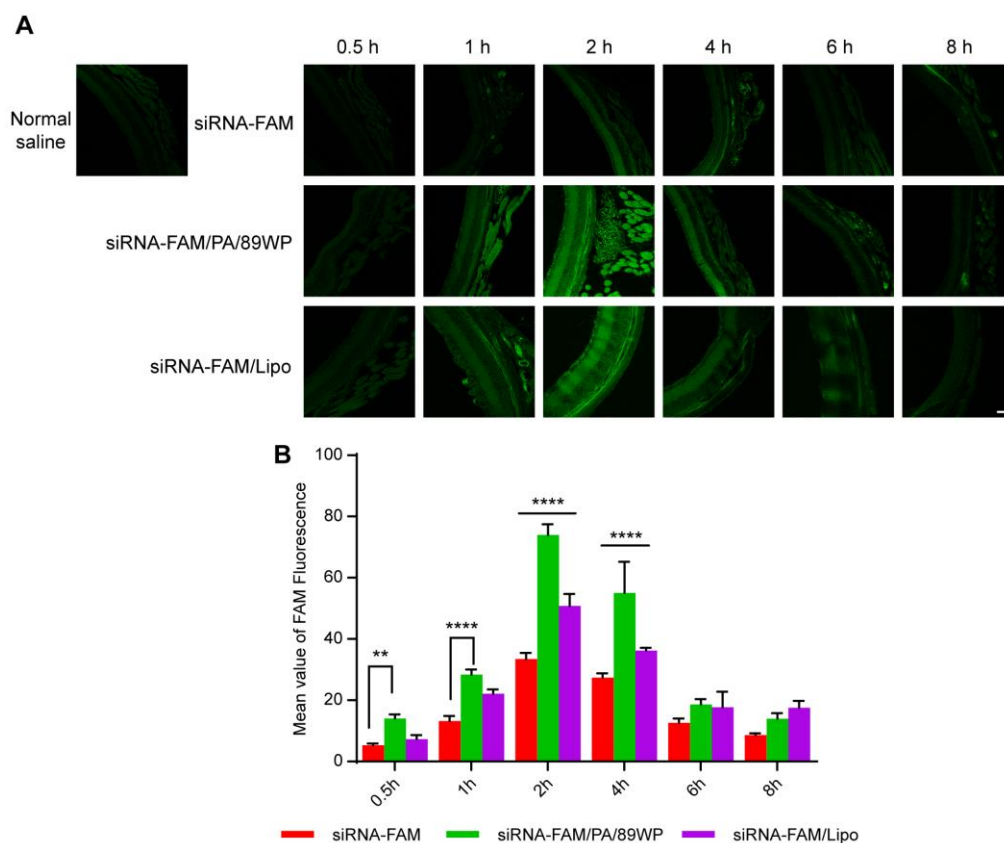 A
0.5 h 1 h 2 h 4 h 6 h 8 h
Normal
saline
siRNA-FAM
siRNA-FAM/PA/89WP
siRNA-FAM/Lipo
B
Mean value of FAM Fluorescence
100
80
60
40
20
0
**
****
****
****
0.5h 1h 2h 4h 6h 8h
siRNA-FAM siRNA-FAM/PA/89WP siRNA-FAM/Lipo